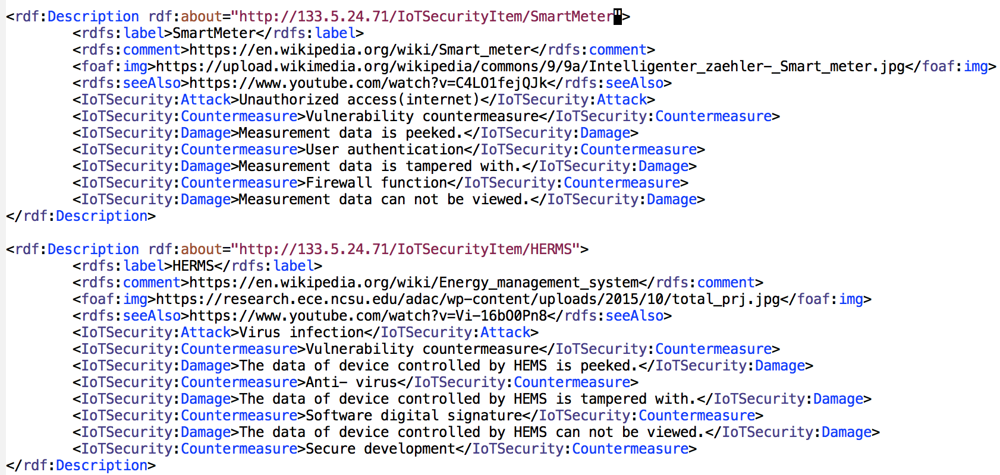 <rdf:Description rdf:about="http://133.5.24.71/IoTSecurityItem/SmartMeter">
<rdfs:label>SmartMeter</rdfs:label>
<rdfs:comment>https://en.wikipedia.org/wiki/Smart_meter</rdfs:comment>
<foaf:img>https://upload.wikimedia.org/wikipedia/commons/9/9a/Intelligenter_zaehler-_Smart_meter.jpg</foaf:img>
<rdfs:seeAlso>https://www.youtube.com/watch?v=C4LO1fejQJk</rdfs:seeAlso>
<IoTSecurity:Attack>Unauthorized access(internet)</IoTSecurity:Attack>
<IoTSecurity:Countermeasure>Vulnerability countermeasure</IoTSecurity:Countermeasure>
<IoTSecurity:Damage>Measurement data is peeked.</IoTSecurity:Damage>
<IoTSecurity:Countermeasure>User authentication</IoTSecurity:Countermeasure>
<IoTSecurity:Damage>Measurement data is tampered with.</IoTSecurity:Damage>
<IoTSecurity:Countermeasure>Firewall function</IoTSecurity:Countermeasure>
<IoTSecurity:Damage>Measurement data can not be viewed.</IoTSecurity:Damage>
</rdf:Description>
<rdf:Description rdf:about="http://133.5.24.71/IoTSecurityItem/HERMS">
<rdfs:label>HERMS</rdfs:label>
<rdfs:comment>https://en.wikipedia.org/wiki/Energy_management_system</rdfs:comment>
<foaf:img>https://research.ece.ncsu.edu/adac/wp-content/uploads/2015/10/total_prj.jpg</foaf:img>
<rdfs:seeAlso>https://www.youtube.com/watch?v=Vi-16bO0Pn8</rdfs:seeAlso>
<IoTSecurity:Attack>Virus infection</IoTSecurity:Attack>
<IoTSecurity:Countermeasure>Vulnerability countermeasure</IoTSecurity:Countermeasure>
<IoTSecurity:Damage>The data of device controlled by HEMS is peeked.</IoTSecurity:Damage>
<IoTSecurity:Countermeasure>Anti- virus</IoTSecurity:Countermeasure>
<IoTSecurity:Damage>The data of device controlled by HEMS is tampered with.</IoTSecurity:Damage>
<IoTSecurity:Countermeasure>Software digital signature</IoTSecurity:Countermeasure>
<IoTSecurity:Damage>The data of device controlled by HEMS can not be viewed.</IoTSecurity:Damage>
<IoTSecurity:Countermeasure>Secure development</IoTSecurity:Countermeasure>
</rdf:Description>